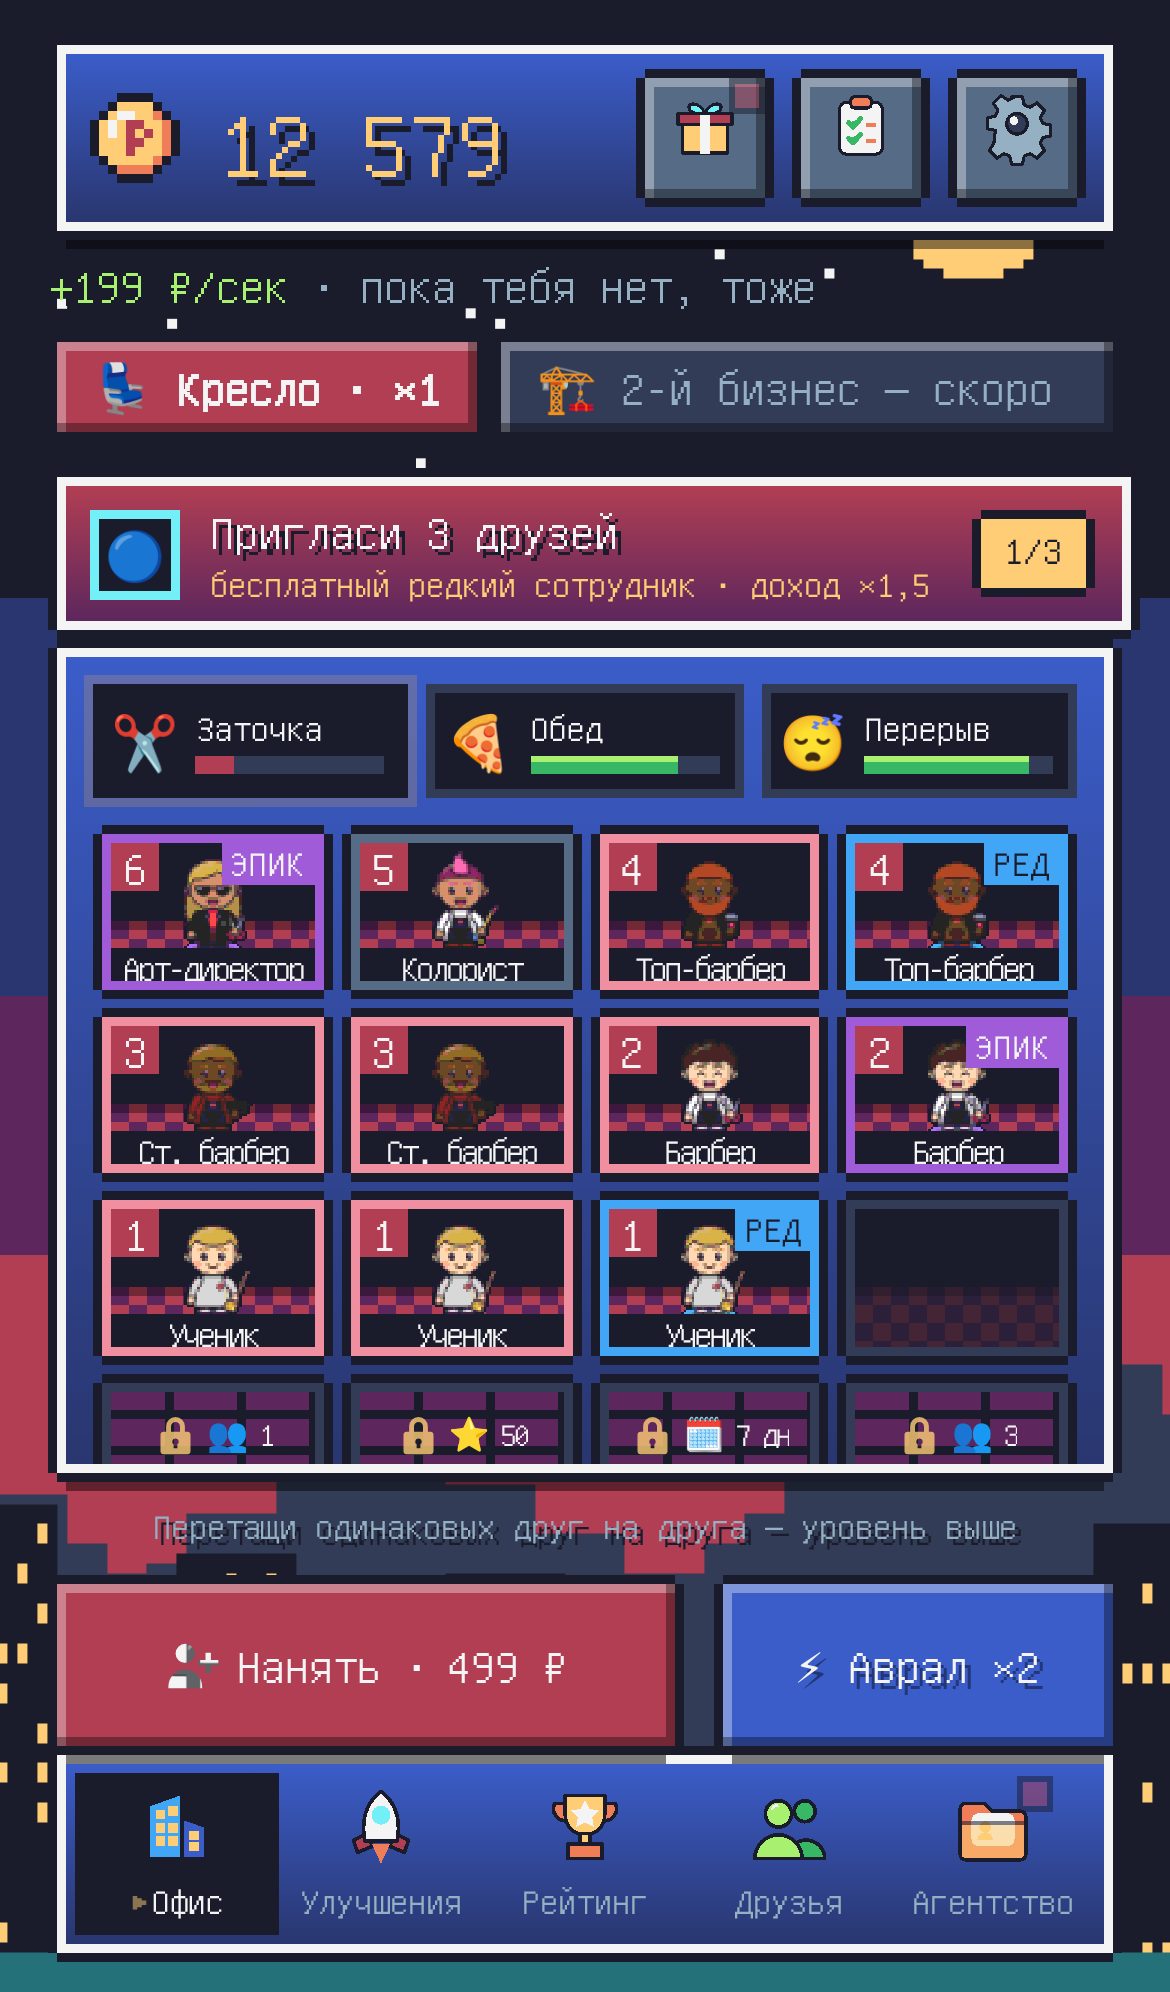 12 579
+199 ₽/сек · пока тебя нет, тоже
Кресло · ×1
2-й бизнес — скоро
Пригласи 3 друзей
бесплатный редкий сотрудник · доход ×1,5
1/3
Заточка
Обед
Перерыв
6 ЭПИК
Арт-директор
5
Колорист
4
Топ-барбер
4 РЕД
Топ-барбер
3
Ст. барбер
3
Ст. барбер
2
Барбер
2 ЭПИК
Барбер
1
Ученик
1
Ученик
1 РЕД
Ученик
1
50
7 дн
3
Перетащи одинаковых друг на друга — уровень выше
Нанять · 499 ₽
⚡ Аврал ×2
Офис
Улучшения
Рейтинг
Друзья
Агентство